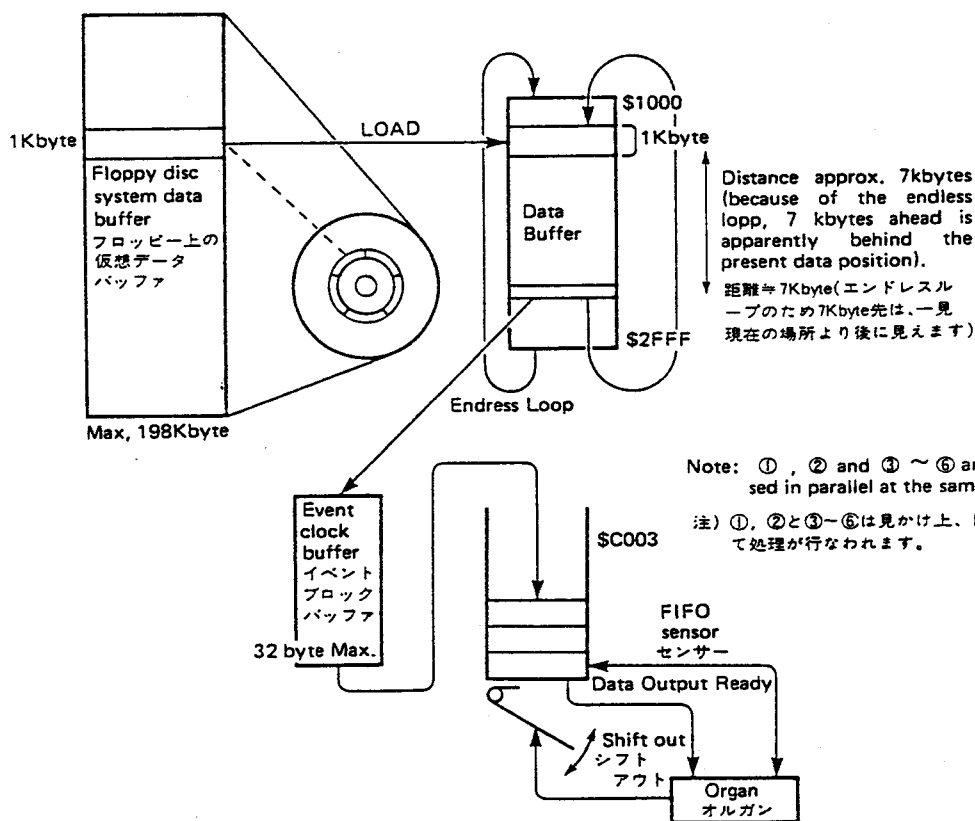 1Kbyte
LOAD
Floppy disc
system data
buffer
フロッピー上の
仮想データ
バッファ
Max, 198Kbyte
$1000
1Kbyte
Data
Buffer
$2FFF
Endress Loop
Distance approx. 7kbytes
(because of the endless
lopp, 7 kbytes ahead is
apparently behind the
present data position).
距離≒7Kbyte(エンドレスル
ープのため7Kbyte先は、一見
現在の場所より後に見えます)
Note: ①, ② and ③ ~ ⑥
sed in parallel at the
注) ①, ②と③~⑥は見かけ上、
て処理が行なわれます。
Event
clock
buffer
イベント
ブロック
バッファ
32 byte Max.
$C003
FIFO
sensor
センサー
Data Output Ready
Shift out
シフト
アウト
Organ
オルガン